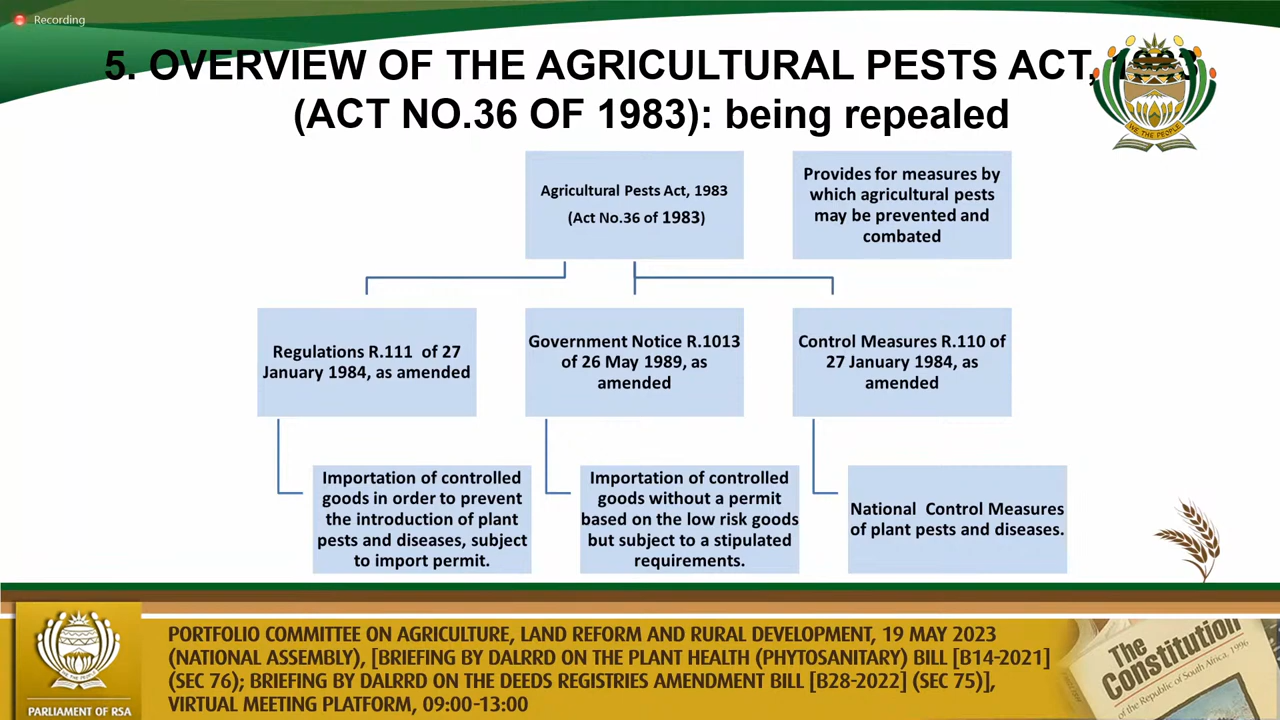 Recording
5. OVERVIEW OF THE AGRICULTURAL PESTS ACT, 1983
(ACT NO.36 OF 1983): being repealed
WE, THE PEOPLE
Agricultural Pests Act, 1983
(Act No.36 of 1983)
Provides for measures by
which agricultural pests
may be prevented and
combated
Regulations R.111 of 27
January 1984, as amended
Government Notice R.1013
of 26 May 1989, as
amended
Control Measures R.110 of
27 January 1984, as
amended
Importation of controlled
goods in order to prevent
the introduction of plant
pests and diseases, subject
to import permit.
Importation of controlled
goods without a permit
based on the low risk goods
but subject to a stipulated
requirements.
National Control Measures
of plant pests and diseases.
PARLIAMENT OF RSA
PORTFOLIO COMMITTEE ON AGRICULTURE, LAND REFORM AND RURAL DEVELOPMENT, 19 MAY 2023
(NATIONAL ASSEMBLY), [BRIEFING BY DALRRD ON THE PLANT HEALTH (PHYTOSANITARY) BILL [B14-2021]
(SEC 76); BRIEFING BY DALRRD ON THE DEEDS REGISTRIES AMENDMENT BILL [B28-2022] (SEC 75)],
VIRTUAL MEETING PLATFORM, 09:00-13:00
The
Constitution
of the Republic of South Africa, 1996